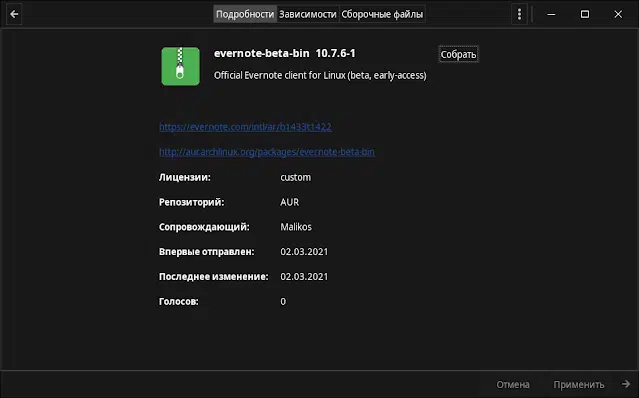 Подробности Зависимости Сборочные файлы
evernote-beta-bin 10.7.6-1
Собрать
Official Evernote client for Linux (beta, early-access)
https://evernote.com/intl/ar/b1433t1422
http://aur.archlinux.org/packages/evernote-beta-bin
Лицензии: custom
Репозиторий: AUR
Сопровождающий: Malikos
Впервые отправлен: 02.03.2021
Последнее изменение: 02.03.2021
Голосов: 0
Отмена Применить